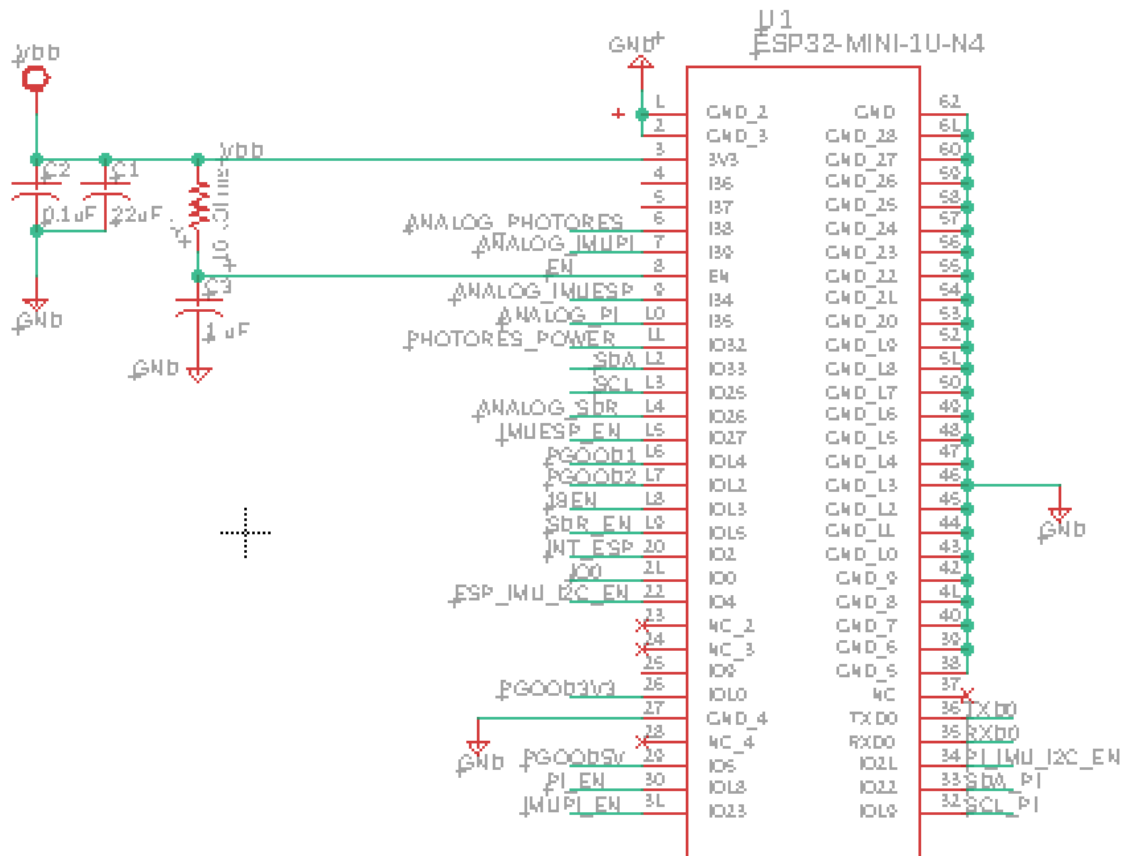 U1
ESP32-MINI-1U-N4
GND
VDD
VDD
C2
C1
0.1uF
22uF
C3
1uF
GND
GND
1 GND_2
2 GND_3
3 3V3
4 I36
5 I37
ANALOG_PHOTORES 6 I38
ANALOG_IMUPI 7 I39
EN 8 EN
ANALOG_IMUESP 9 I34
ANALOG_PI 10 I35
PHOTORES_POWER 11 IO32
SDA 12 IO33
SCL 13 IO25
ANALOG_SDR 14 IO26
IMUESP_EN 15 IO27
PGOOD1 16 IO14
PGOOD2 17 IO12
J9EN 18 IO13
SDR_EN 19 IO15
INT_ESP 20 IO2
IO0 21 IO0
ESP_IMU_I2C_EN 22 IO4
23 NC_2
24 NC_3
25 IO9
PGOOD3V3 26 IO10
27 GND_4
GND
28 NC_4
PGOOD5V 29 IO5
PI_EN 30 IO18
IMUPI_EN 31 IO23
GND 62
GND_28 61
GND_27 60
GND_26 59
GND_25 58
GND_24 57
GND_23 56
GND_22 55
GND_21 54
GND_20 53
GND_19 52
GND_18 51
GND_17 50
GND_16 49
GND_15 48
GND_14 47
GND_13 46
GND
GND_12 45
GND_11 44
GND_10 43
GND_9 42
GND_8 41
GND_7 40
GND_6 39
GND_5 38
NC 37
TXD0 36 TXD0
RXD0 35 RXD0
IO21 34 PI_IMU_I2C_EN
IO22 33 SDA_PI
IO19 32 SCL_PI